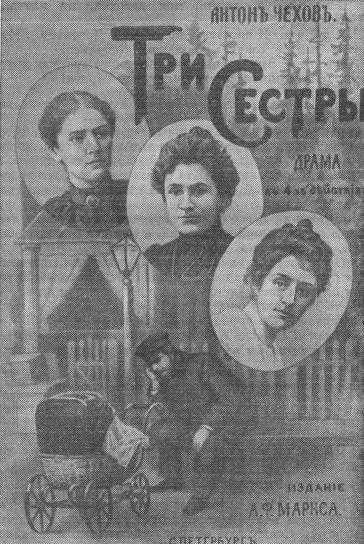 АНТОНЪ ЧЕХОВЪ.
ТРИ
СЕСТРЫ
ДРАМА
ИЗДАНІЕ
А.Ф. МАРКСА.
С.ПЕТЕРБУРГЪ